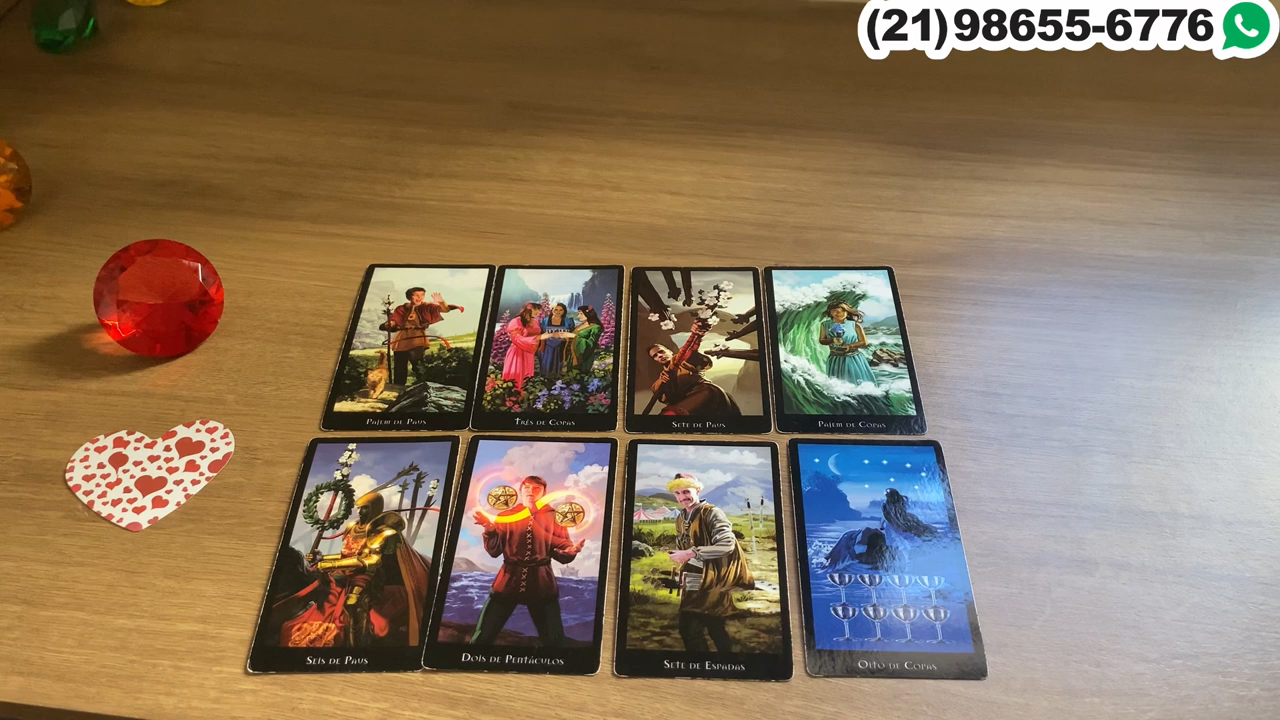 (21)98655-6776
Pajem de Paus
Três de Copas
Sete de Paus
Pajem de Copas
Seis de Paus
Dois de Pentáculos
Sete de Espadas
Oito de Copas